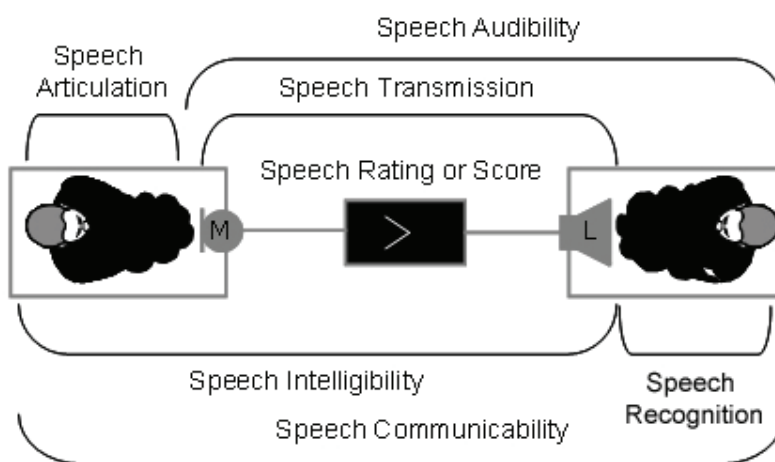 Speech Audibility
Speech
Articulation
Speech Transmission
Speech Rating or Score
M
>
L
Speech Intelligibility
Speech
Recognition
Speech Communicability